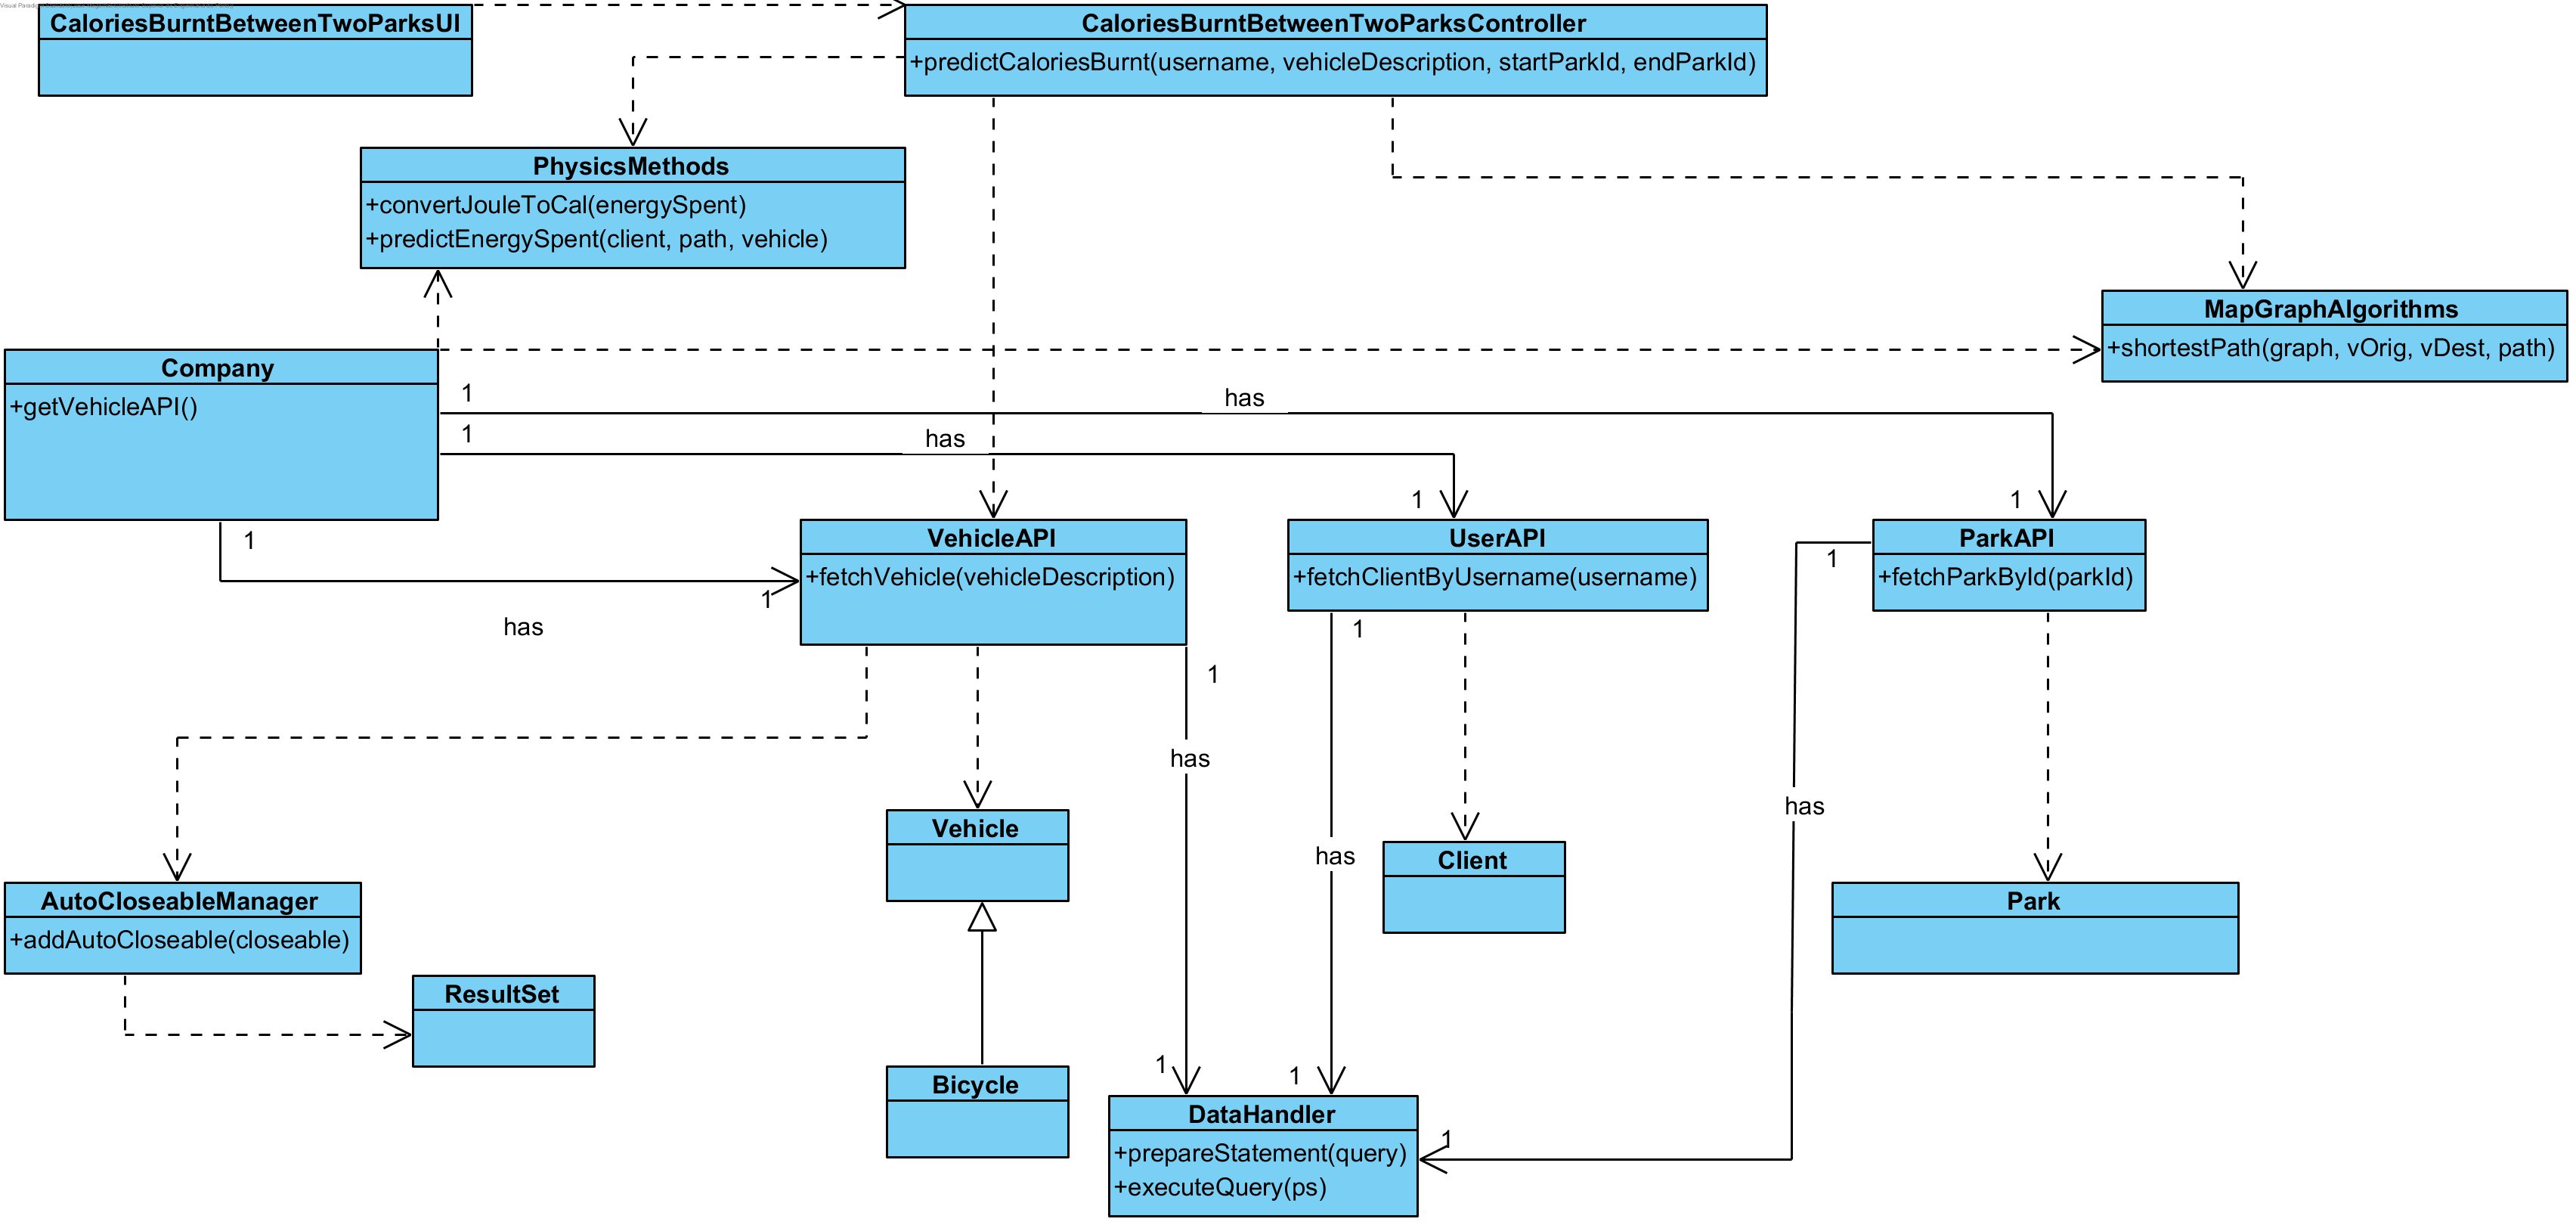 CaloriesBurntBetweenTwoParksUI
CaloriesBurntBetweenTwoParksController
+predictCaloriesBurnt(username, vehicleDescription, startParkId, endParkId)
PhysicsMethods
+convertJouleToCal(energySpent)
+predictEnergySpent(client, path, vehicle)
MapGraphAlgorithms
+shortestPath(graph, vOrig, vDest, path)
Company
+getVehicleAPI()
1
has
1
has
1
1
1
1
has
VehicleAPI
+fetchVehicle(vehicleDescription)
UserAPI
+fetchClientByUsername(username)
ParkAPI
+fetchParkById(parkId)
1
1
1
has
has
has
Vehicle
Client
Park
AutoCloseableManager
+addAutoCloseable(closeable)
ResultSet
Bicycle
1
1
1
DataHandler
+prepareStatement(query)
+executeQuery(ps)